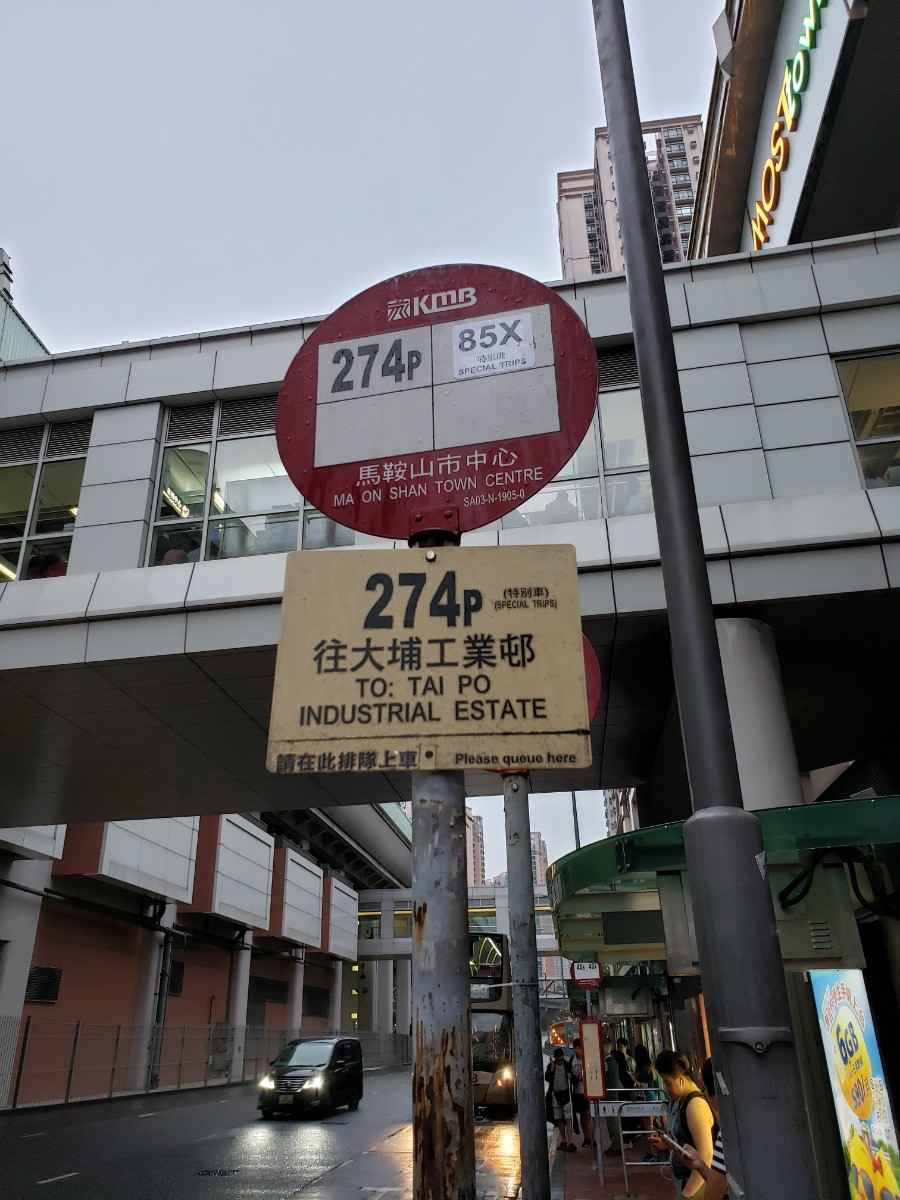 MOSTown
KMB
274P
85X
特別班
SPECIAL TRIPS
馬鞍山市中心
MA ON SHAN TOWN CENTRE
SA03-N-1905-0
274P
(特別車)
(SPECIAL TRIPS)
往大埔工業邨
TO: TAI PO
INDUSTRIAL ESTATE
請在此排隊上車
Please queue here
6GB